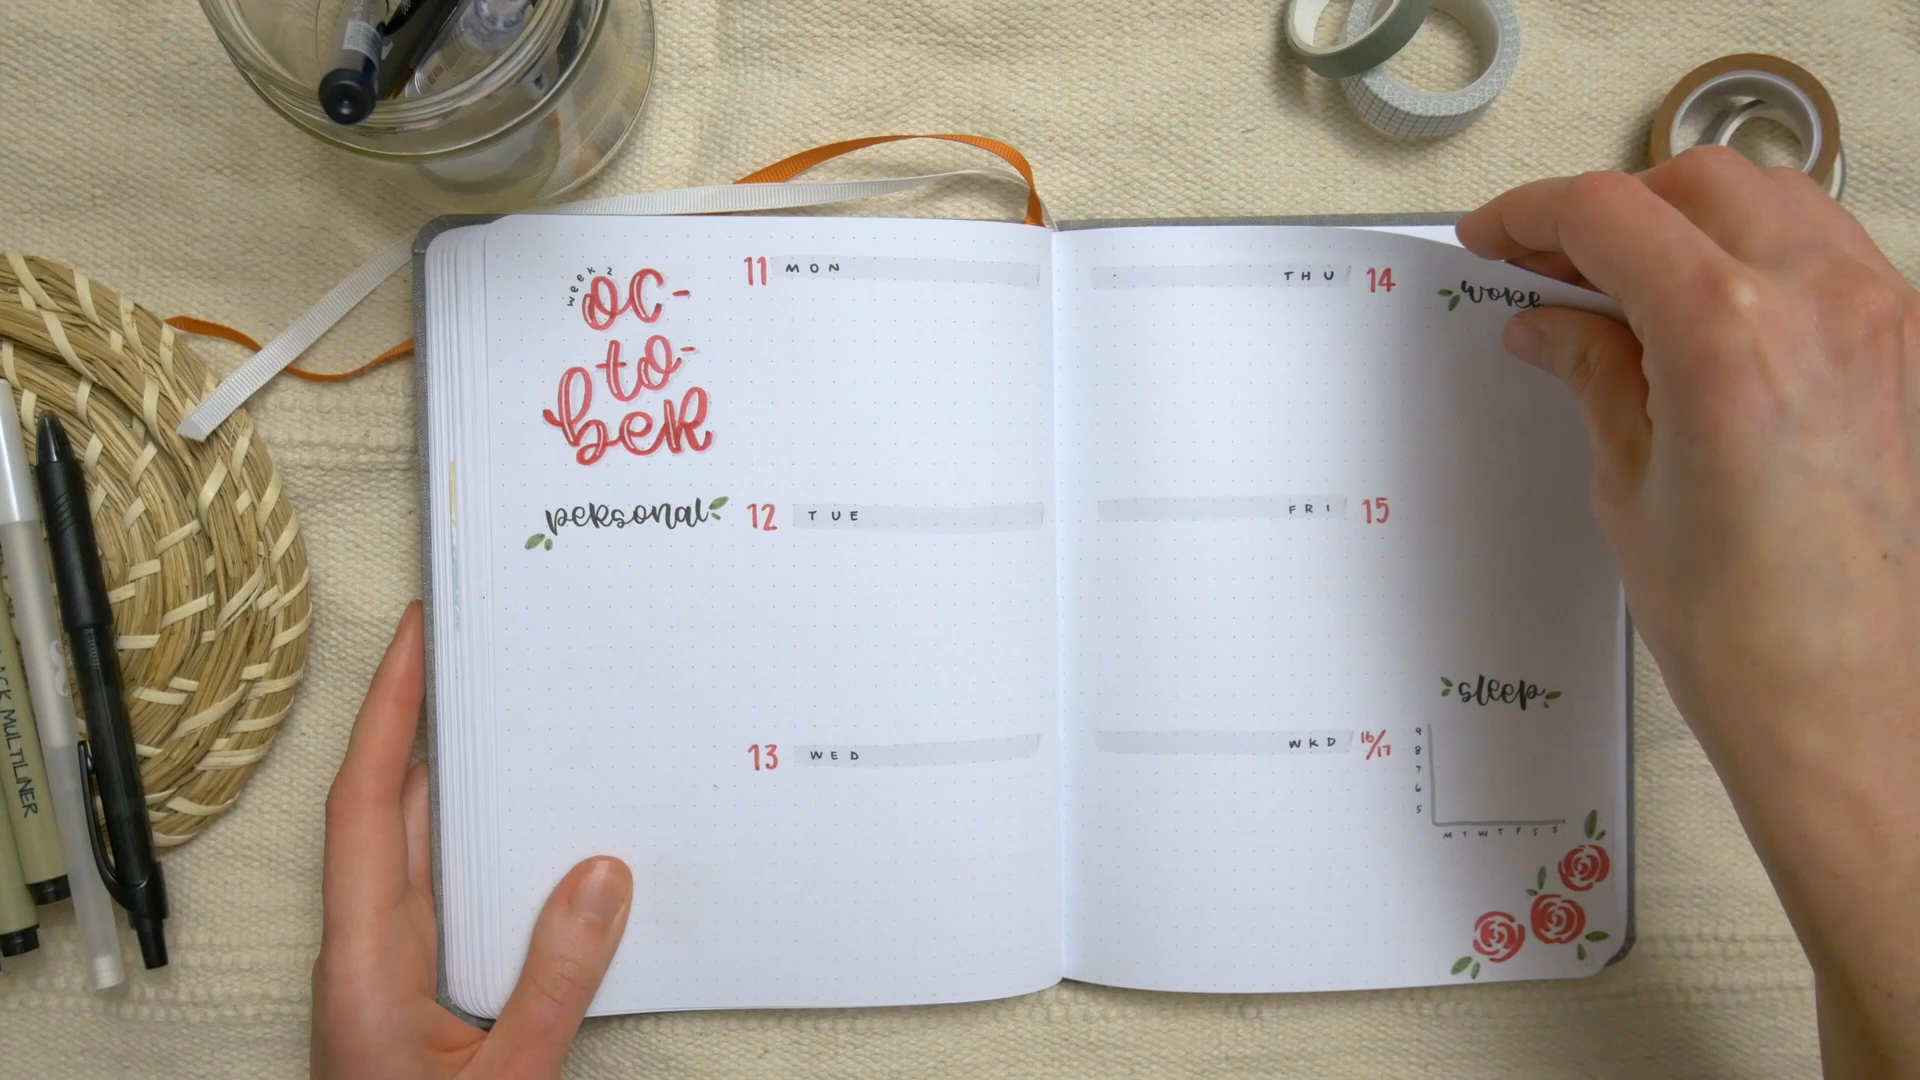 week 2
OC-
to-
beR
personal
11 MON
12 TUE
13 WED
THU 14
FRI 15
WKD 16/17
woRk
sleep
9
8
7
6
5
M T W T F S S
MULTILINER